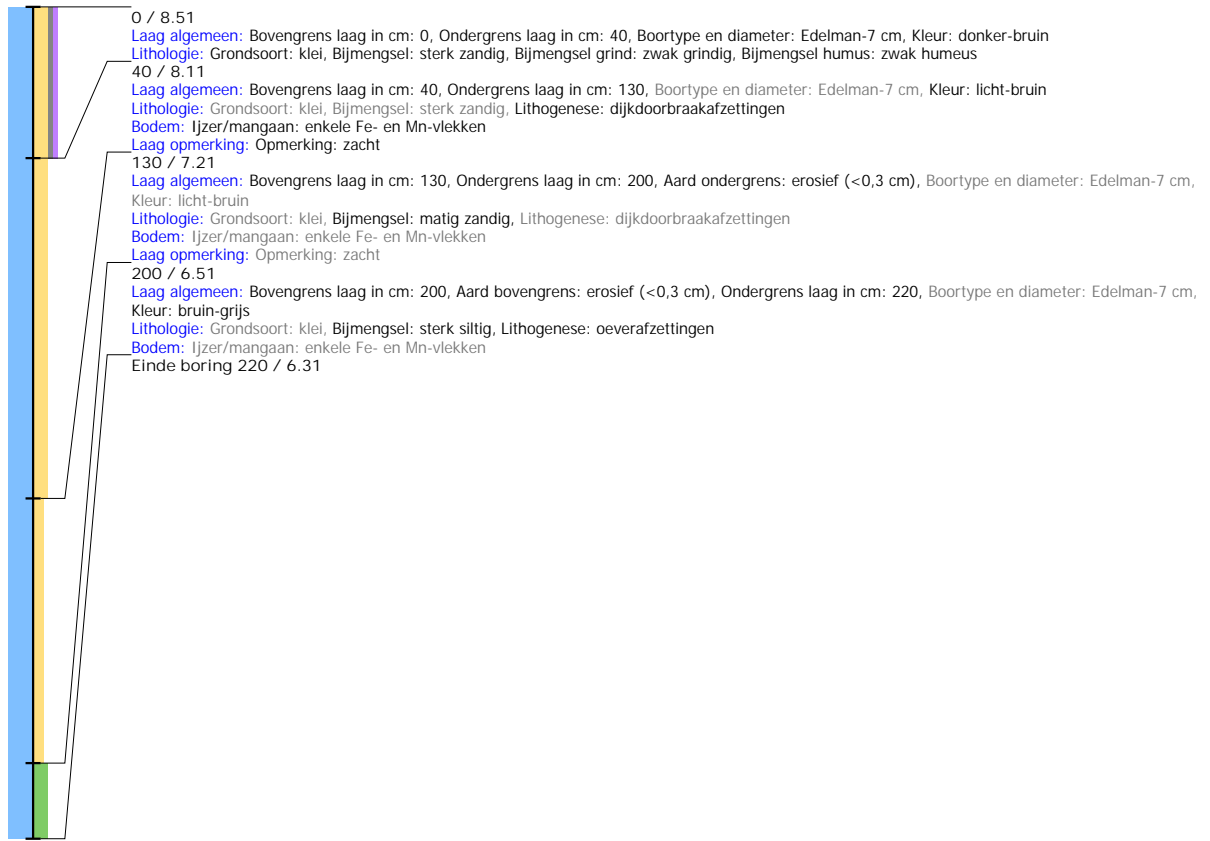 0 / 8.51
Laag algemeen: Bovengrens laag in cm: 0, Ondergrens laag in cm: 40, Boortype en diameter: Edelman-7 cm, Kleur: donker-bruin
Lithologie: Grondsoort: klei, Bijmengsel: sterk zandig, Bijmengsel grind: zwak grindig, Bijmengsel humus: zwak humeus
40 / 8.11
Laag algemeen: Bovengrens laag in cm: 40, Ondergrens laag in cm: 130, Boortype en diameter: Edelman-7 cm, Kleur: licht-bruin
Lithologie: Grondsoort: klei, Bijmengsel: sterk zandig, Lithogenese: dijkdoorbraakafzettingen
Bodem: Ijzer/mangaan: enkele Fe- en Mn-vlekken
Laag opmerking: Opmerking: zacht
130 / 7.21
Laag algemeen: Bovengrens laag in cm: 130, Ondergrens laag in cm: 200, Aard ondergrens: erosief (<0,3 cm), Boortype en diameter: Edelman-7 cm,
Kleur: licht-bruin
Lithologie: Grondsoort: klei, Bijmengsel: matig zandig, Lithogenese: dijkdoorbraakafzettingen
Bodem: Ijzer/mangaan: enkele Fe- en Mn-vlekken
Laag opmerking: Opmerking: zacht
200 / 6.51
Laag algemeen: Bovengrens laag in cm: 200, Aard bovengrens: erosief (<0,3 cm), Ondergrens laag in cm: 220, Boortype en diameter: Edelman-7 cm,
Kleur: bruin-grijs
Lithologie: Grondsoort: klei, Bijmengsel: sterk siltig, Lithogenese: oeverafzettingen
Bodem: Ijzer/mangaan: enkele Fe- en Mn-vlekken
Einde boring 220 / 6.31